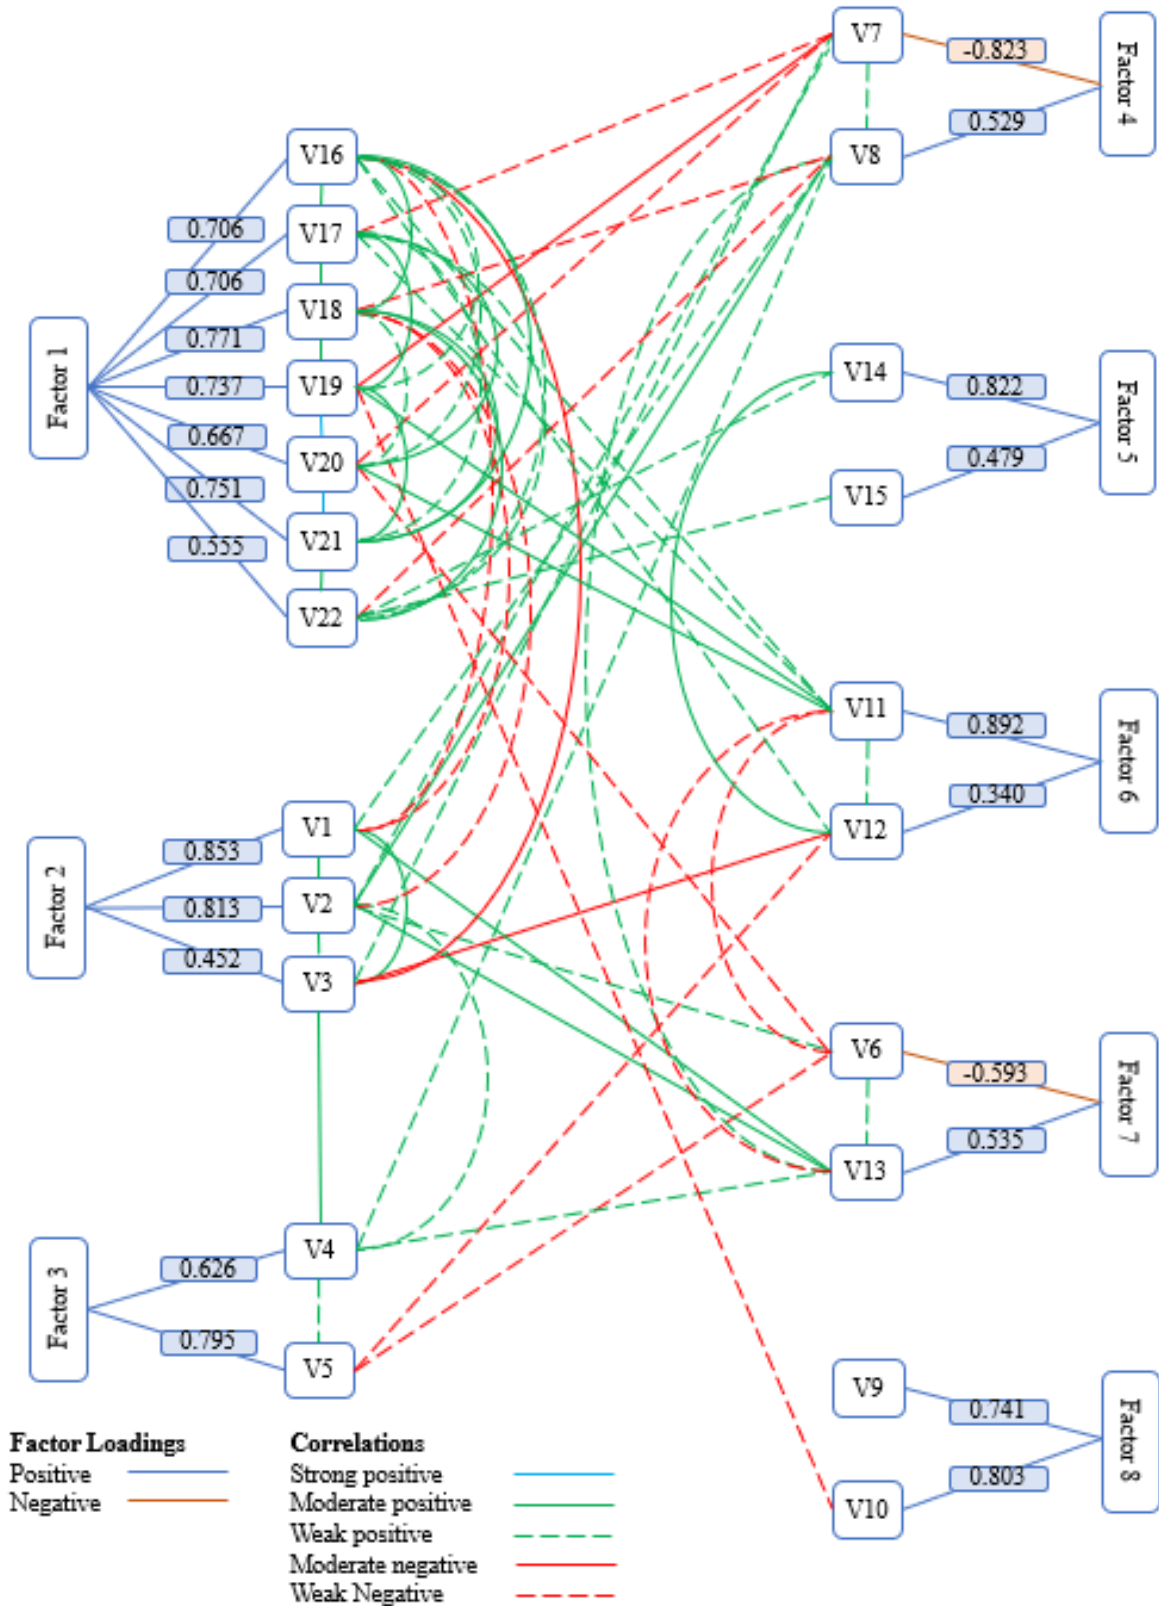 V7
-0.823
Factor 4
0.529
V8
V16
V17
0.706
0.706
V18
0.771
Factor 1
V19
0.737
0.667
V20
0.751
V21
0.555
V22
V14
0.822
Factor 5
0.479
V15
V11
0.892
Factor 6
0.340
V12
V1
0.853
Factor 2
V2
0.813
0.452
V3
V6
-0.593
Factor 7
0.535
V13
V4
0.626
Factor 3
0.795
V5
V9
0.741
Factor 8
0.803
V10
Factor Loadings
Positive
Negative
Correlations
Strong positive
Moderate positive
Weak positive
Moderate negative
Weak Negative